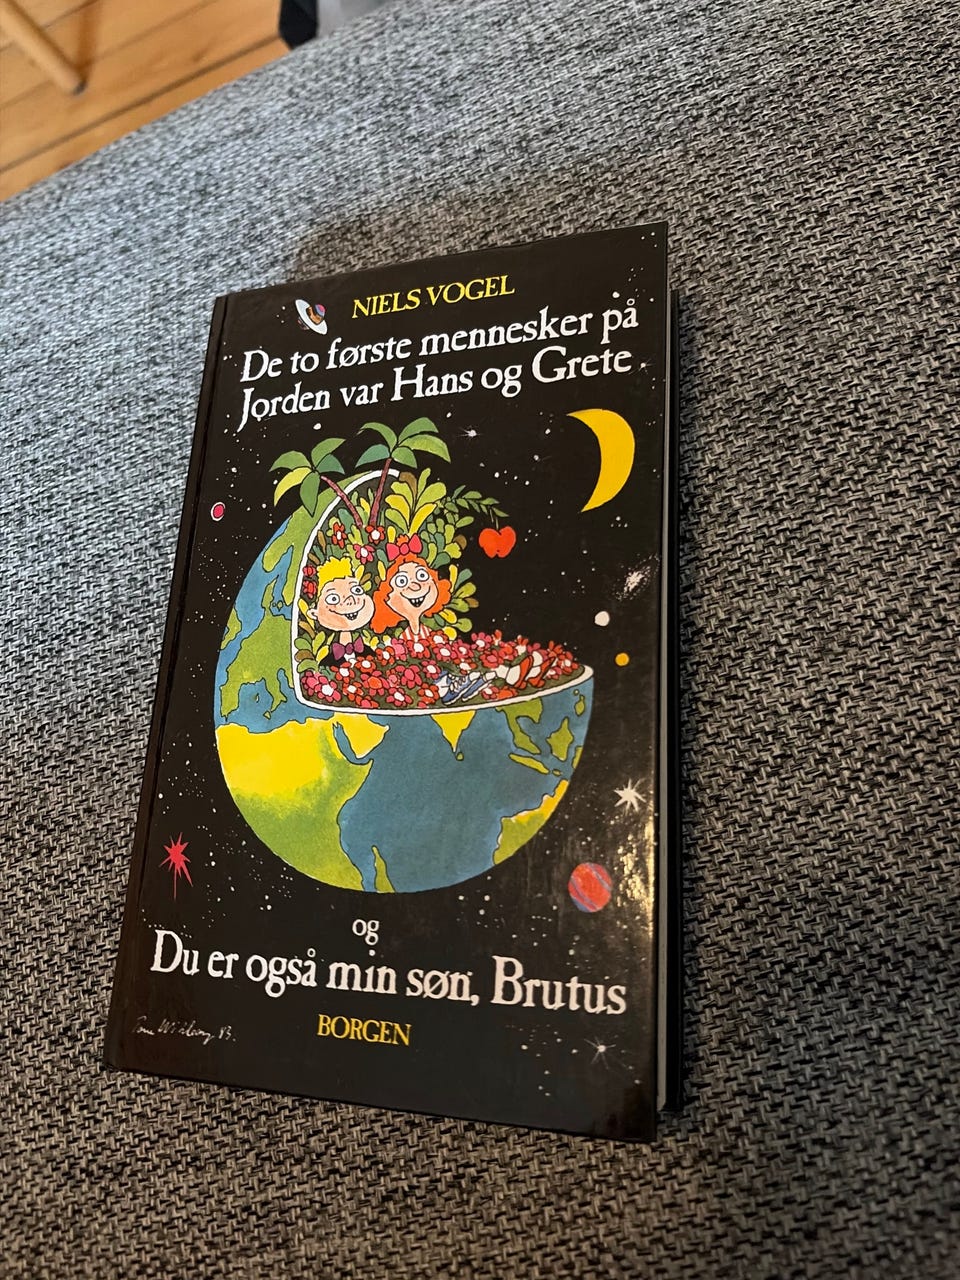 NIELS VOGEL
De to første mennesker på
Jorden var Hans og Grete
og
Du er også min søn, Brutus
BORGEN
83.